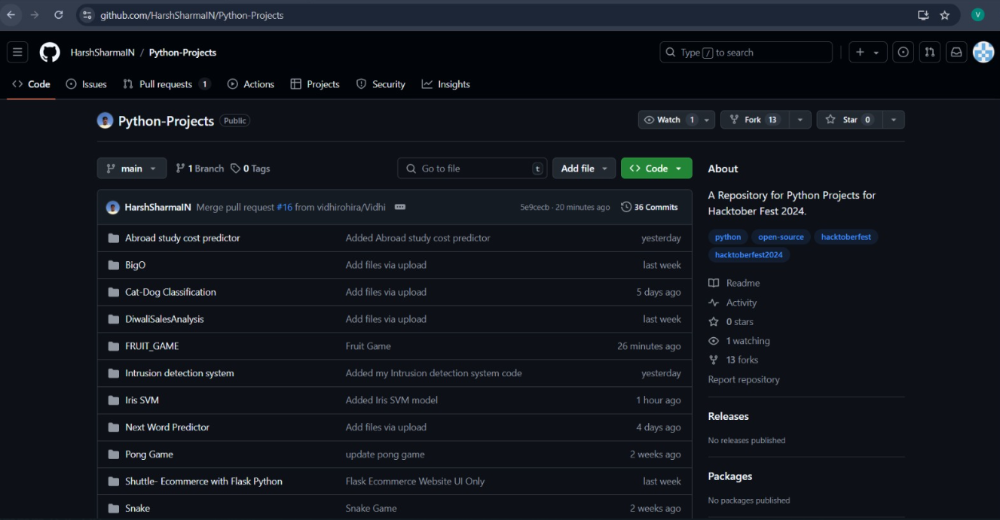 github.com/HarshSharmaIN/Python-Projects
V
HarshSharmaIN / Python-Projects
Type / to search
Code Issues Pull requests 1 Actions Projects Security Insights
Python-Projects Public
Watch 1 Fork 13 Star 0
main 1 Branch 0 Tags Go to file t Add file Code
HarshSharmaIN Merge pull request #16 from vidhirohira/Vidhi 5e9cecb · 20 minutes ago 36 Commits
Abroad study cost predictor Added Abroad study cost predictor yesterday
BigO Add files via upload last week
Cat-Dog Classification Add files via upload 5 days ago
DiwaliSalesAnalysis Add files via upload last week
FRUIT_GAME Fruit Game 26 minutes ago
Intrusion detection system Added my Intrusion detection system code yesterday
Iris SVM Added Iris SVM model 1 hour ago
Next Word Predictor Add files via upload 4 days ago
Pong Game update pong game 2 weeks ago
Shuttle- Ecommerce with Flask Python Flask Ecommerce Website UI Only last week
Snake Snake Game 2 weeks ago
About
A Repository for Python Projects for
Hacktober Fest 2024.
python open-source hacktoberfest
hacktoberfest2024
Readme
Activity
0 stars
1 watching
13 forks
Report repository
Releases
No releases published
Packages
No packages published